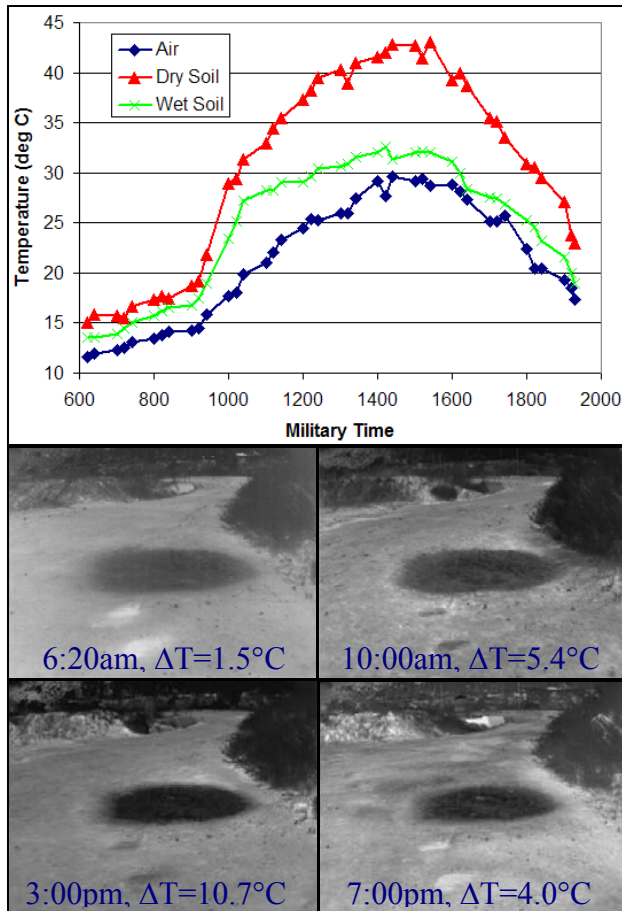 45
40
35
30
25
20
15
10
Temperature (deg C)
Air
Dry Soil
Wet Soil
600 800 1000 1200 1400 1600 1800 2000
Military Time
6:20am, ΔT=1.5°C
10:00am, ΔT=5.4°C
3:00pm, ΔT=10.7°C
7:00pm, ΔT=4.0°C